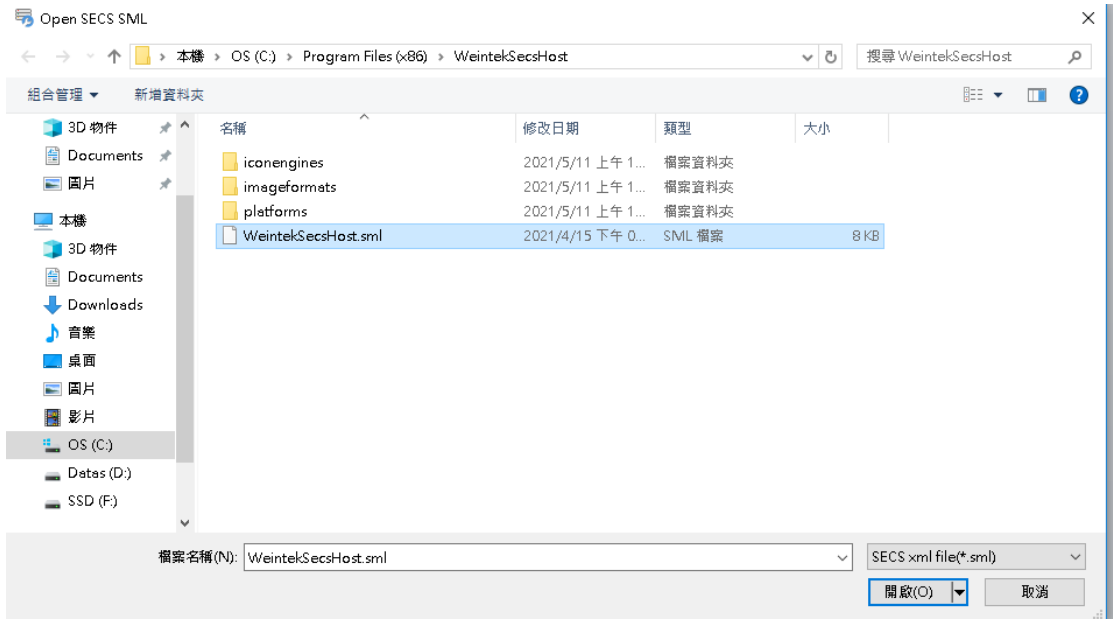 Open SECS SML
本機 › OS (C:) › Program Files (x86) › WeintekSecsHost
搜尋 WeintekSecsHost
組合管理 新增資料夾
3D 物件
Documents
圖片
本機
3D 物件
Documents
Downloads
音樂
桌面
圖片
影片
OS (C:)
Datas (D:)
SSD (F:)
名稱 修改日期 類型 大小
iconengines 2021/5/11 上午 1... 檔案資料夾
imageformats 2021/5/11 上午 1... 檔案資料夾
platforms 2021/5/11 上午 1... 檔案資料夾
WeintekSecsHost.sml 2021/4/15 下午 0... SML 檔案 8 KB
檔案名稱(N): WeintekSecsHost.sml
SECS xml file(*.sml)
開啟(O) 取消